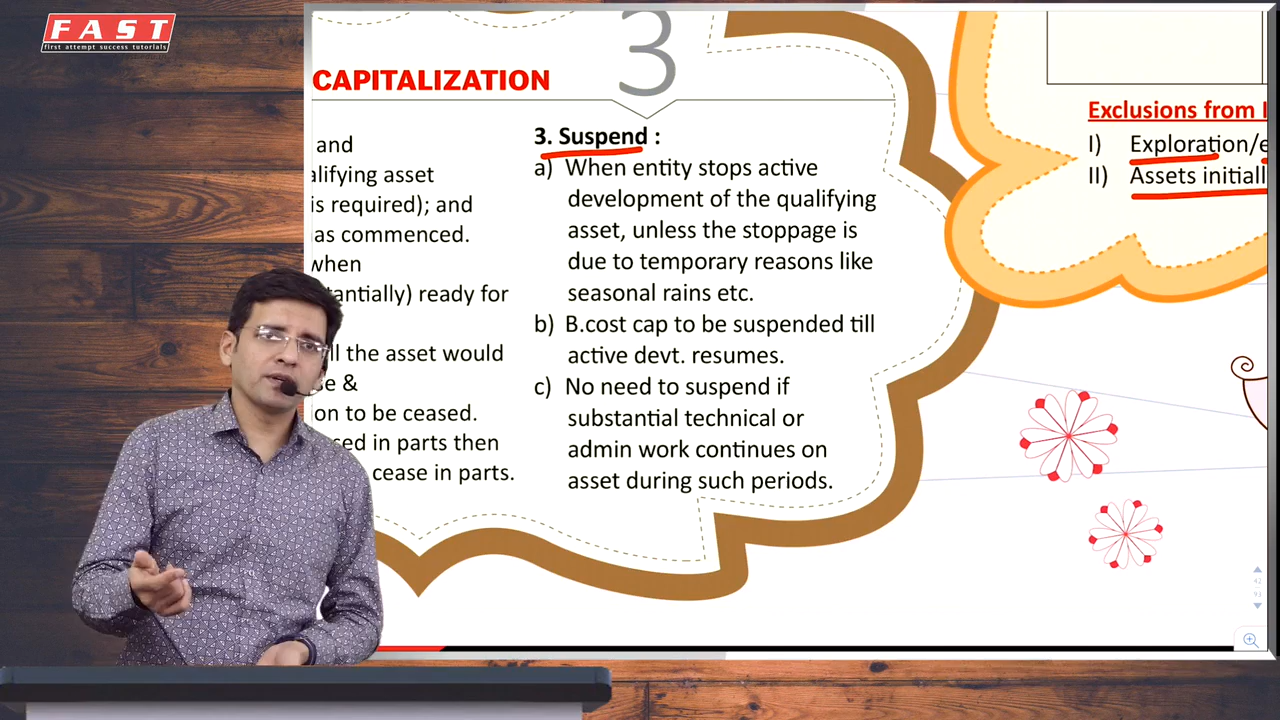 FAST
first attempt success tutorials
3
CAPITALIZATION
and
alifying asset
is required); and
as commenced.
when
tantially) ready for
ll the asset would
se &
on to be ceased.
sed in parts then
cease in parts.
3. Suspend :
a) When entity stops active
development of the qualifying
asset, unless the stoppage is
due to temporary reasons like
seasonal rains etc.
b) B.cost cap to be suspended till
active devt. resumes.
c) No need to suspend if
substantial technical or
admin work continues on
asset during such periods.
Exclusions from I
I) Exploration/e
II) Assets initiall
42
93